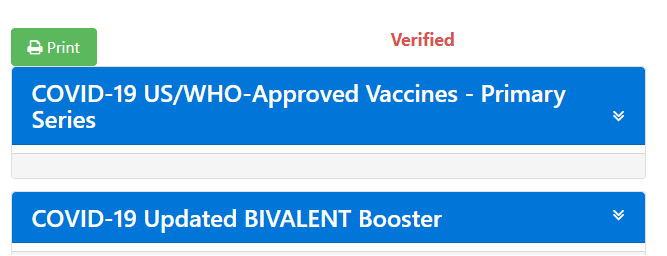 Print
Verified
COVID-19 US/WHO-Approved Vaccines - Primary
Series
COVID-19 Updated BIVALENT Booster